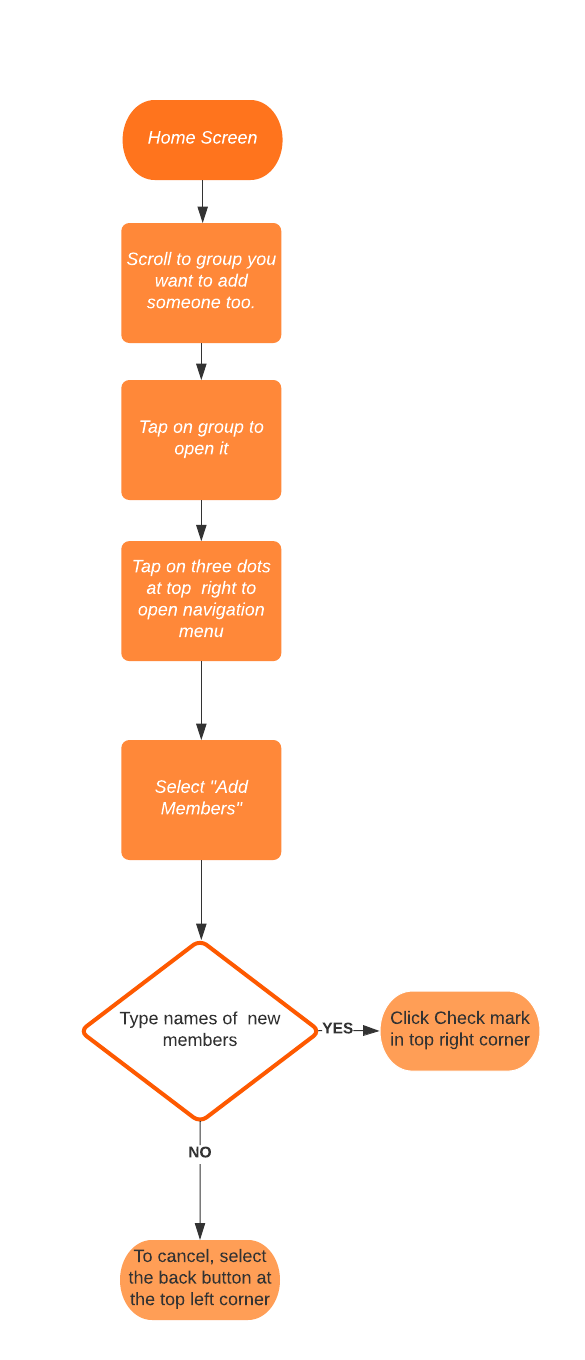 Home Screen
Scroll to group you
want to add
someone too.
Tap on group to
open it
Tap on three dots
at top  right to
open navigation
menu
Select "Add
Members"
Type names of  new
members
YES
Click Check mark
in top right corner
NO
To cancel, select
the back button at
the top left corner